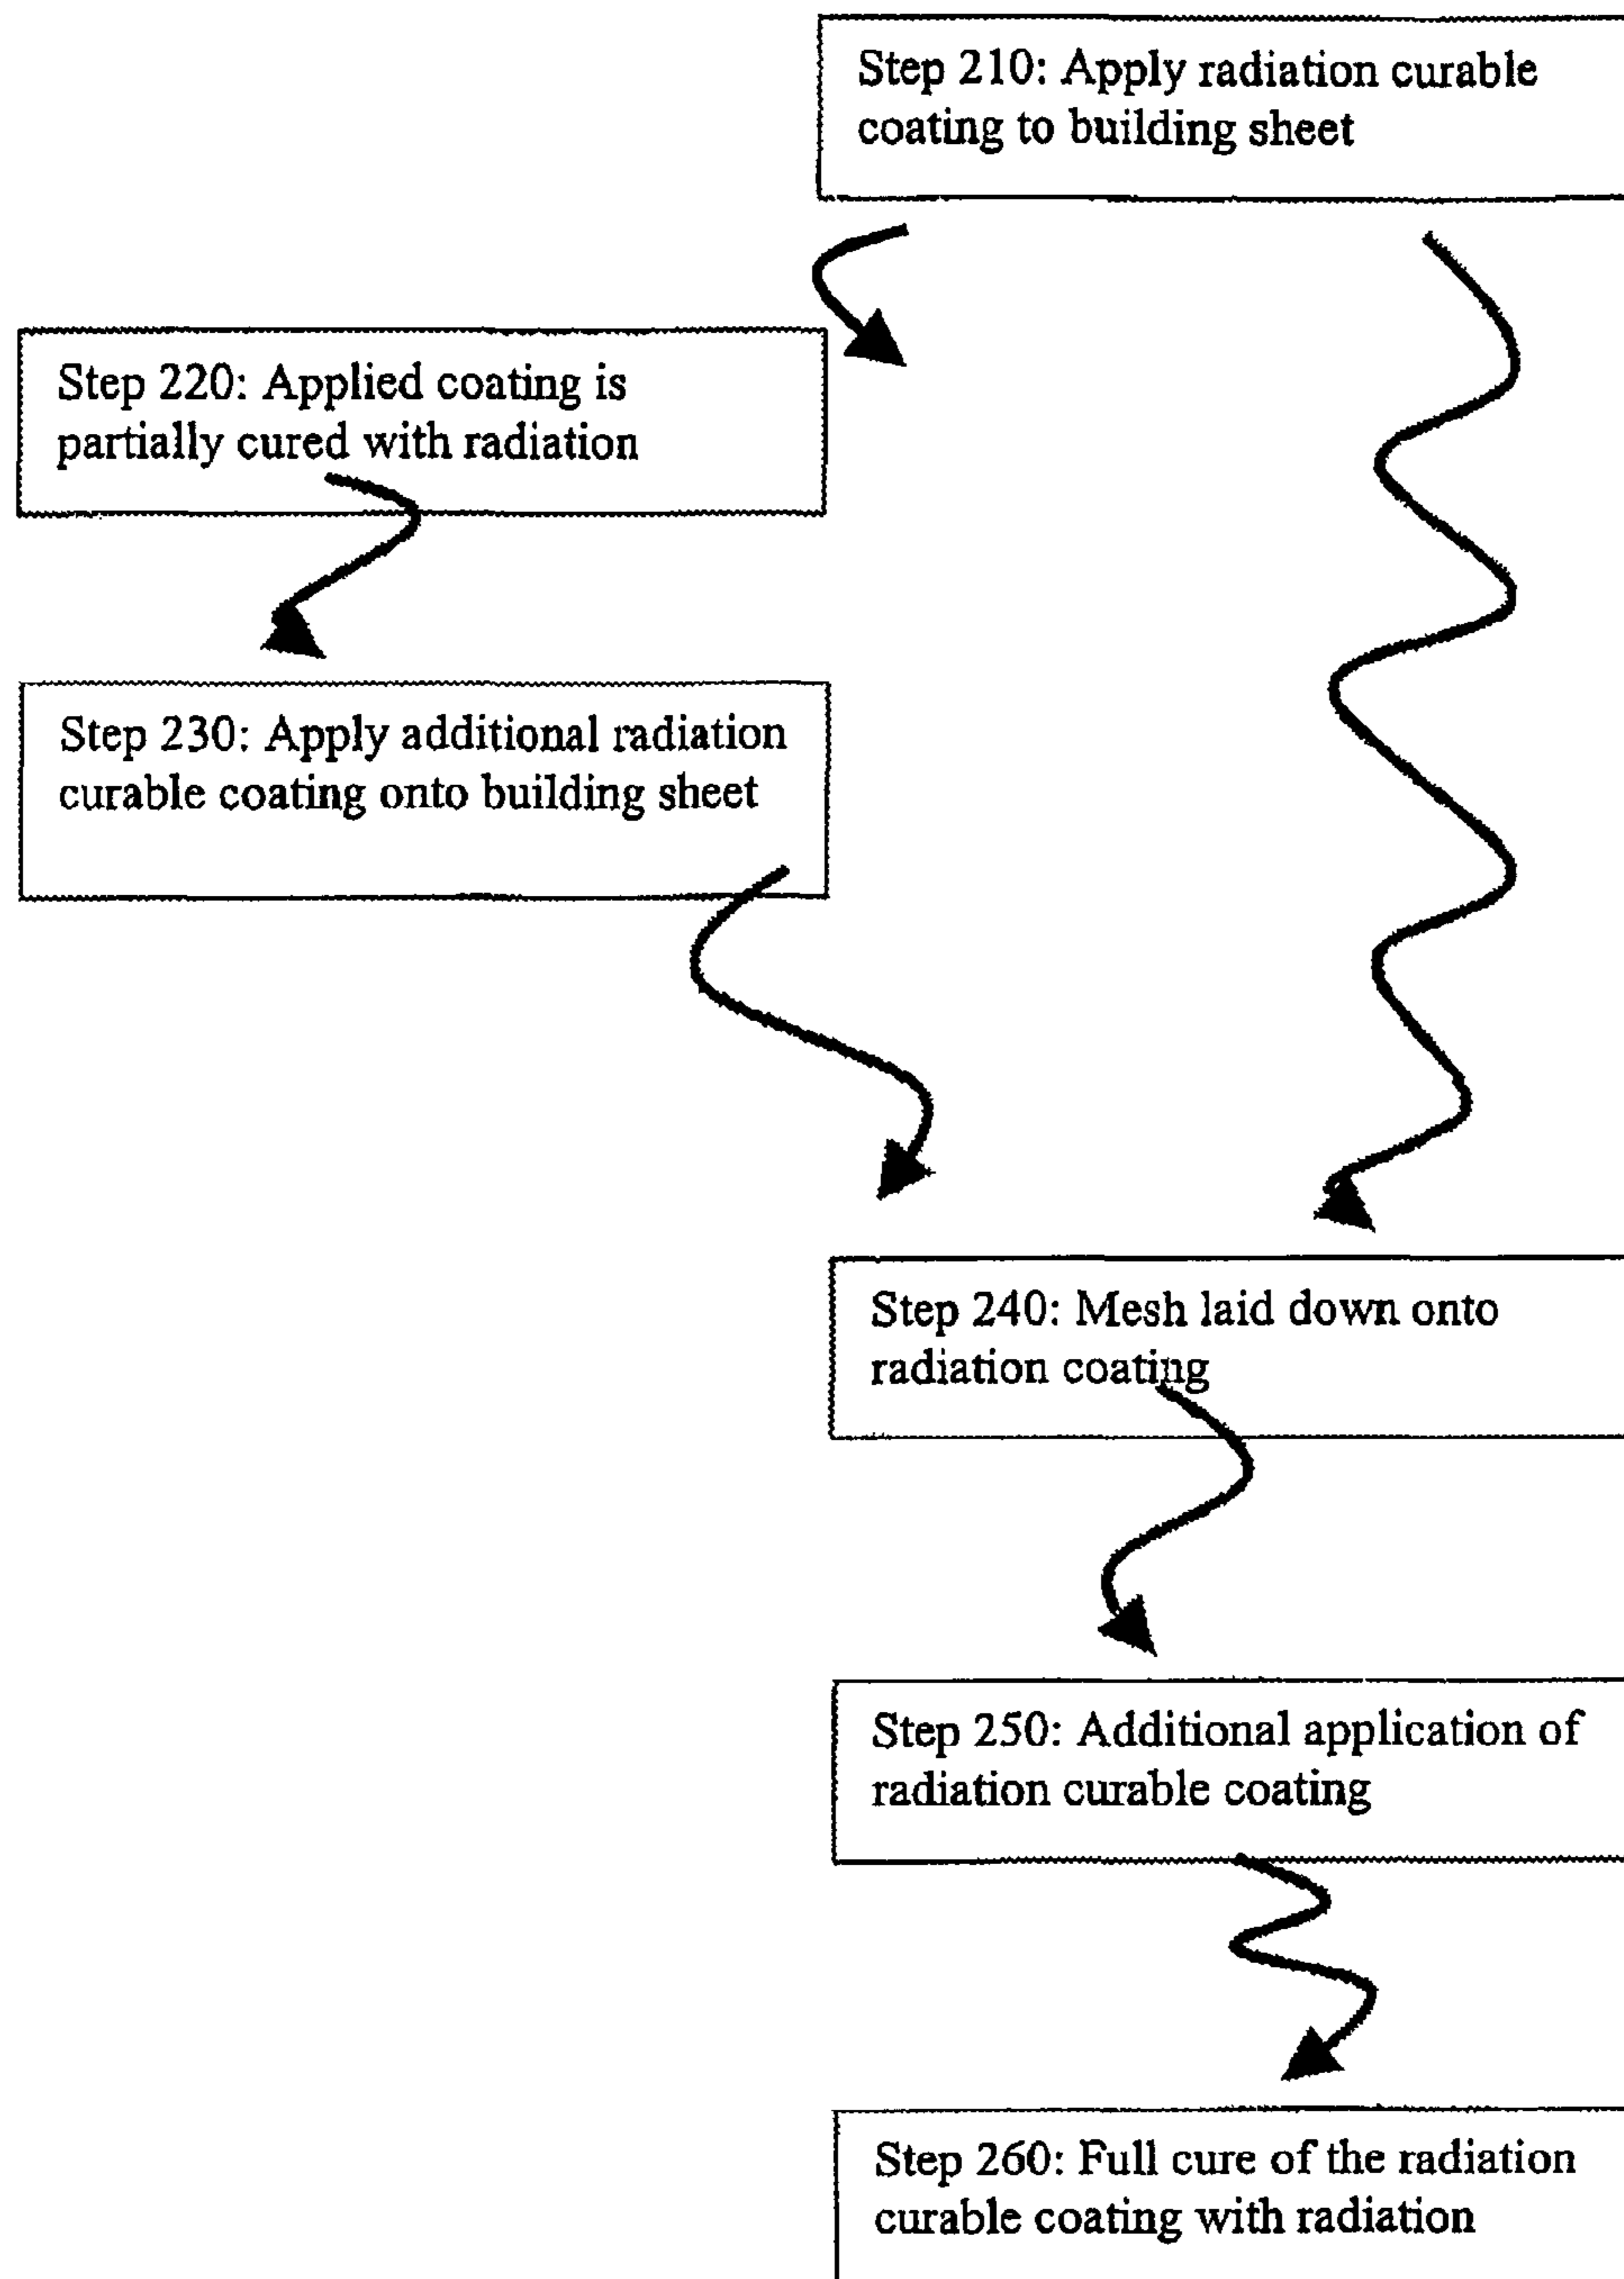 Step 210: Apply radiation curable
coating to building sheet
Step 220: Applied coating is
partially cured with radiation
Step 230: Apply additional radiation
curable coating onto building sheet
Step 240: Mesh laid down onto
radiation coating
Step 250: Additional application of
radiation curable coating
Step 260: Full cure of the radiation
curable coating with radiation